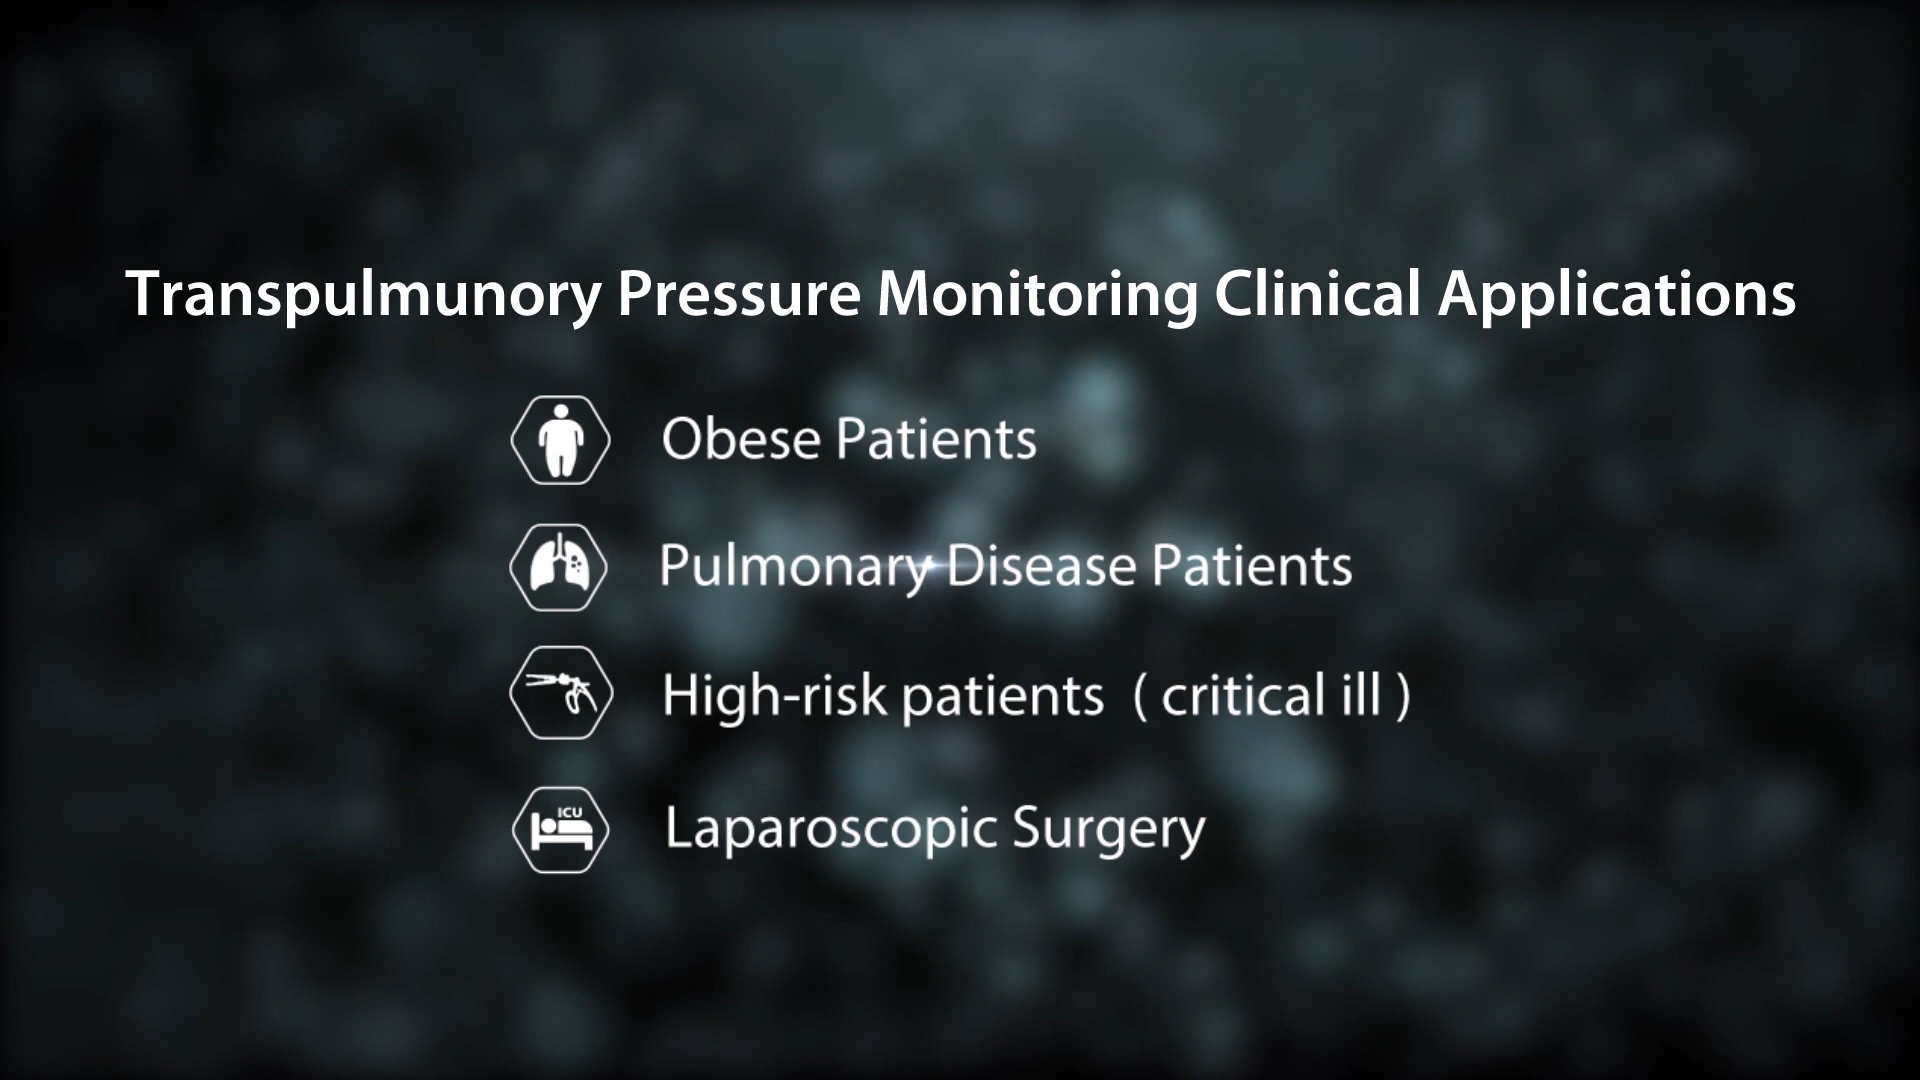 Transpulmunory Pressure Monitoring Clinical Applications
Obese Patients
Pulmonary Disease Patients
High-risk patients ( critical ill )
ICU
Laparoscopic Surgery